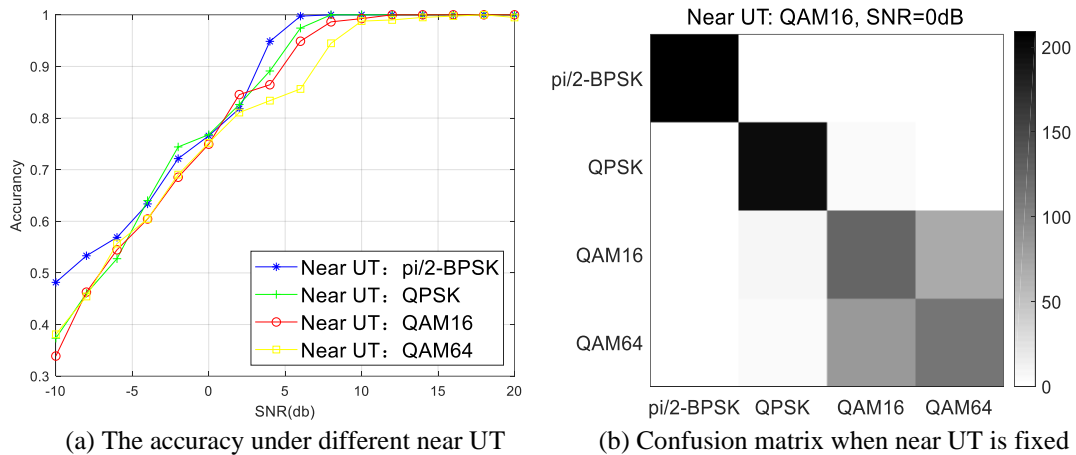 1
0.9
0.8
0.7
0.6
0.5
0.4
0.3
Accurancy
-10
-5
0
5
10
15
20
SNR(db)
Near UT：pi/2-BPSK
Near UT：QPSK
Near UT：QAM16
Near UT：QAM64
(a) The accuracy under different near UT
Near UT: QAM16, SNR=0dB
pi/2-BPSK
QPSK
QAM16
QAM64
pi/2-BPSK QPSK QAM16 QAM64
200
150
100
50
0
(b) Confusion matrix when near UT is fixed